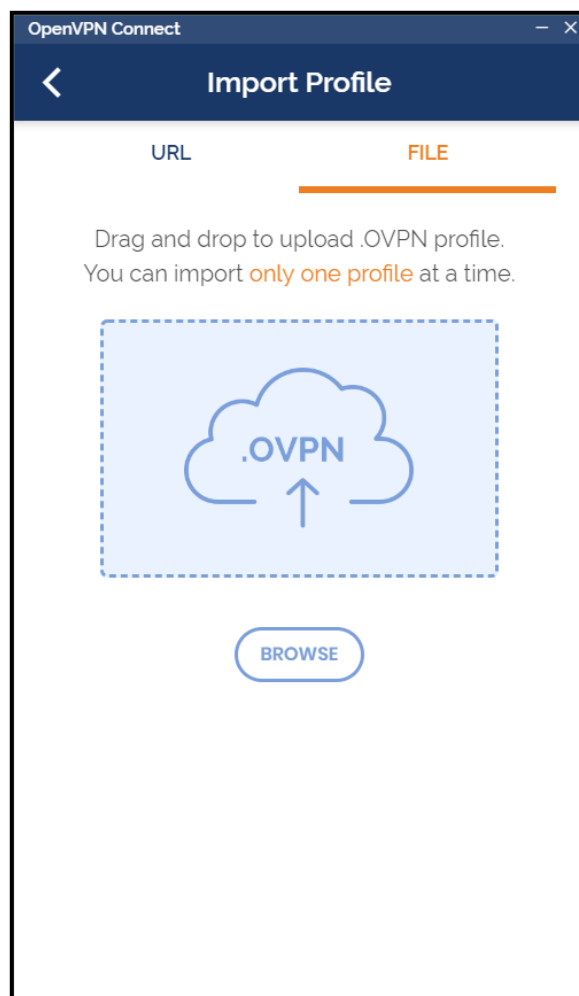 OpenVPN Connect
Import Profile
URL
FILE
Drag and drop to upload .OVPN profile.
You can import only one profile at a time.
.OVPN
BROWSE